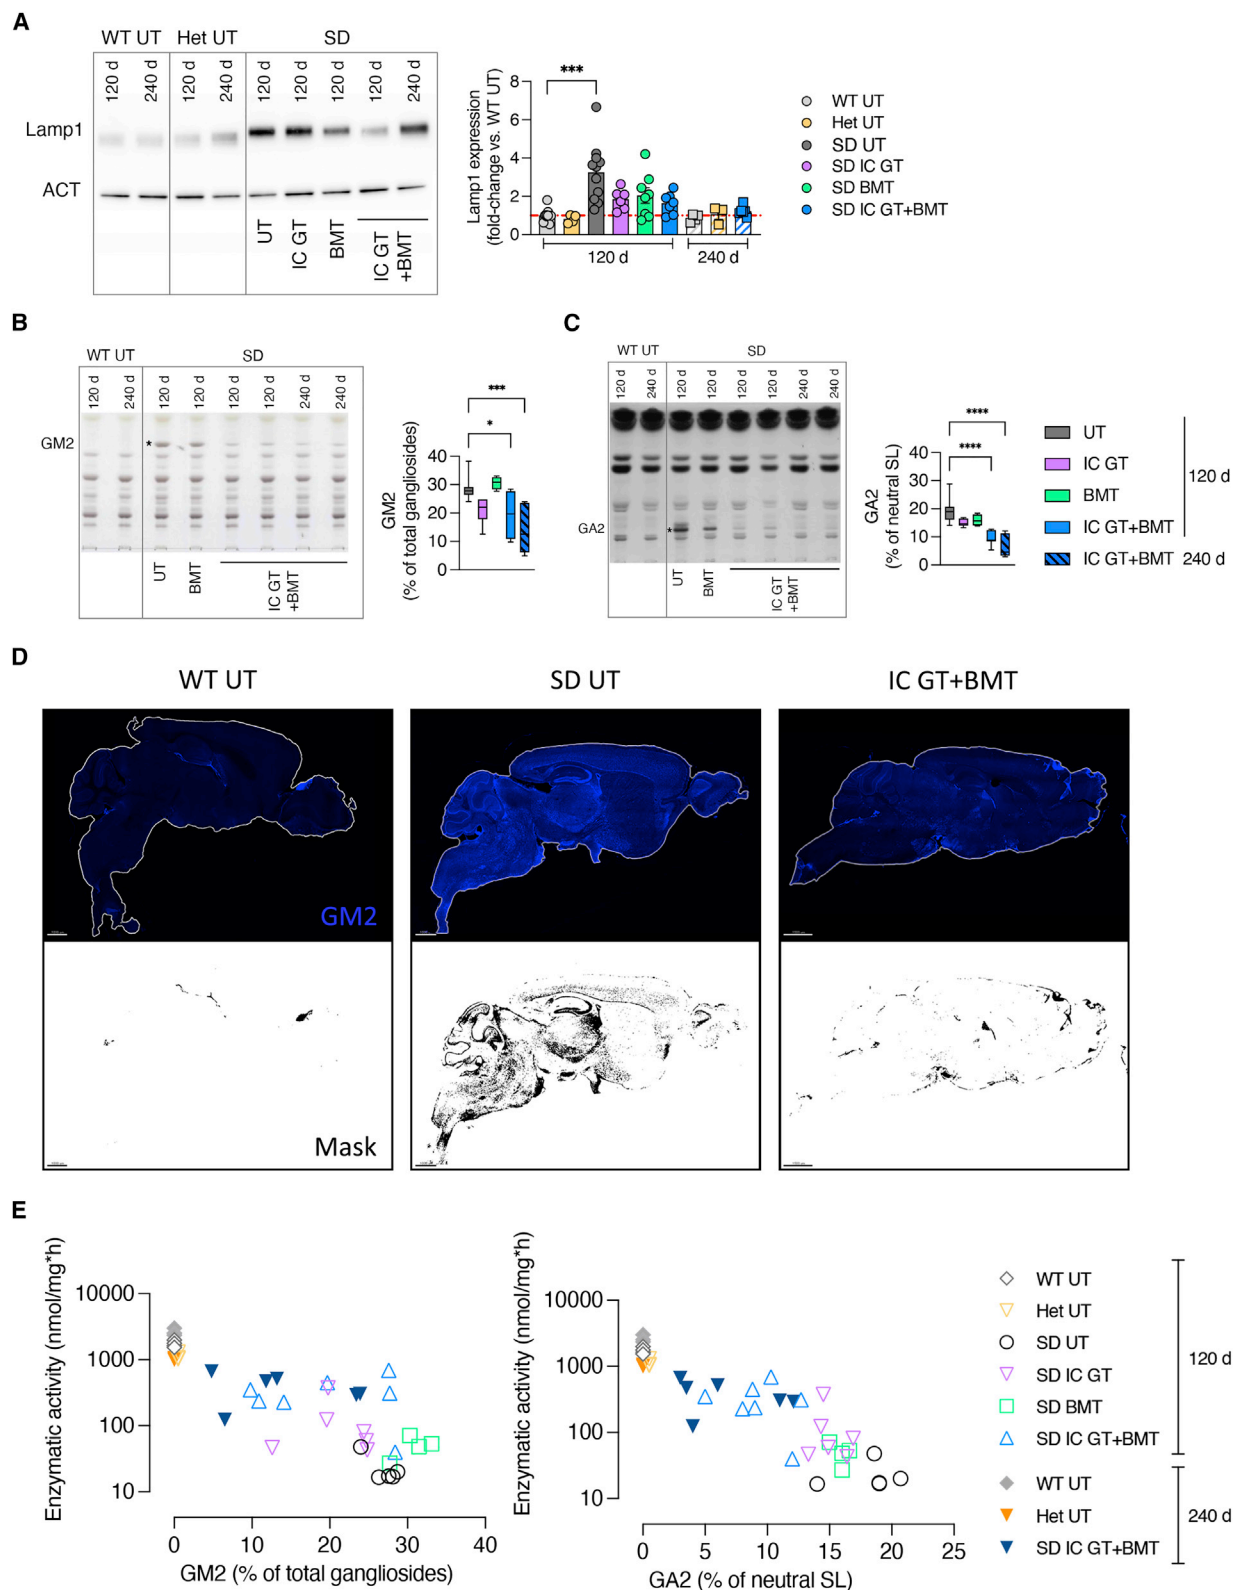 A
WT UT
Het UT
SD
120 d
240 d
120 d
240 d
120 d
120 d
120 d
120 d
240 d
Lamp1
ACT
UT
IC GT
BMT
IC GT
+BMT
Lamp1 expression
(fold-change vs. WT UT)
8
6
4
2
0
***
120 d
240 d
WT UT
Het UT
SD UT
SD IC GT
SD BMT
SD IC GT+BMT
B
WT UT
SD
120 d
240 d
120 d
120 d
120 d
120 d
240 d
240 d
GM2
*
UT
BMT
IC GT
+BMT
GM2
(% of total gangliosides)
40
30
20
10
0
***
*
C
WT UT
SD
120 d
240 d
120 d
120 d
120 d
120 d
240 d
240 d
GA2
*
UT
BMT
IC GT
+BMT
GA2
(% of neutral SL)
40
30
20
10
0
****
****
UT
IC GT
BMT
IC GT+BMT
IC GT+BMT
120 d
240 d
D
WT UT
SD UT
IC GT+BMT
GM2
Mask
E
Enzymatic activity (nmol/mg*h)
10000
1000
100
10
0
10
20
30
40
GM2 (% of total gangliosides)
Enzymatic activity (nmol/mg*h)
10000
1000
100
10
0
5
10
15
20
25
GA2 (% of neutral SL)
WT UT
Het UT
SD UT
SD IC GT
SD BMT
SD IC GT+BMT
120 d
WT UT
Het UT
SD IC GT+BMT
240 d